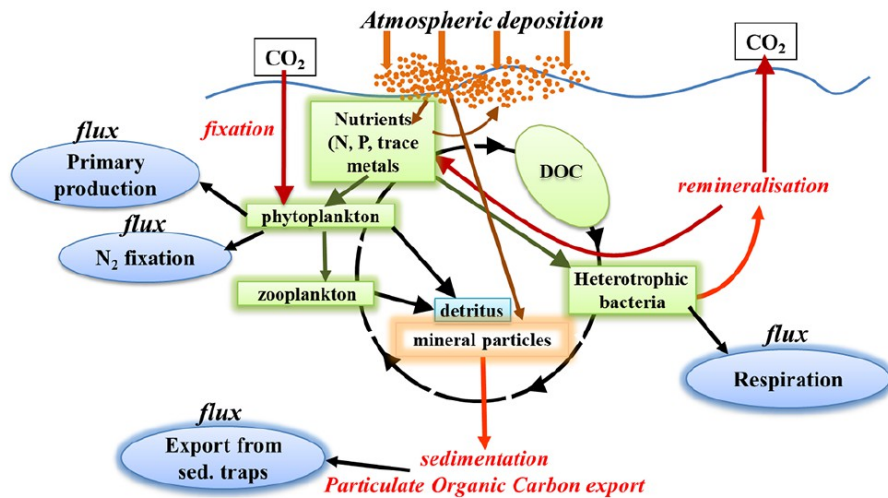 Atmospheric deposition
CO2
CO2
fixation
Nutrients
(N, P, trace
metals
flux
Primary
production
DOC
remineralisation
phytoplankton
flux
N2 fixation
zooplankton
Heterotrophic
bacteria
detritus
mineral particles
flux
Respiration
flux
Export from
sed. traps
sedimentation
Particulate Organic Carbon export